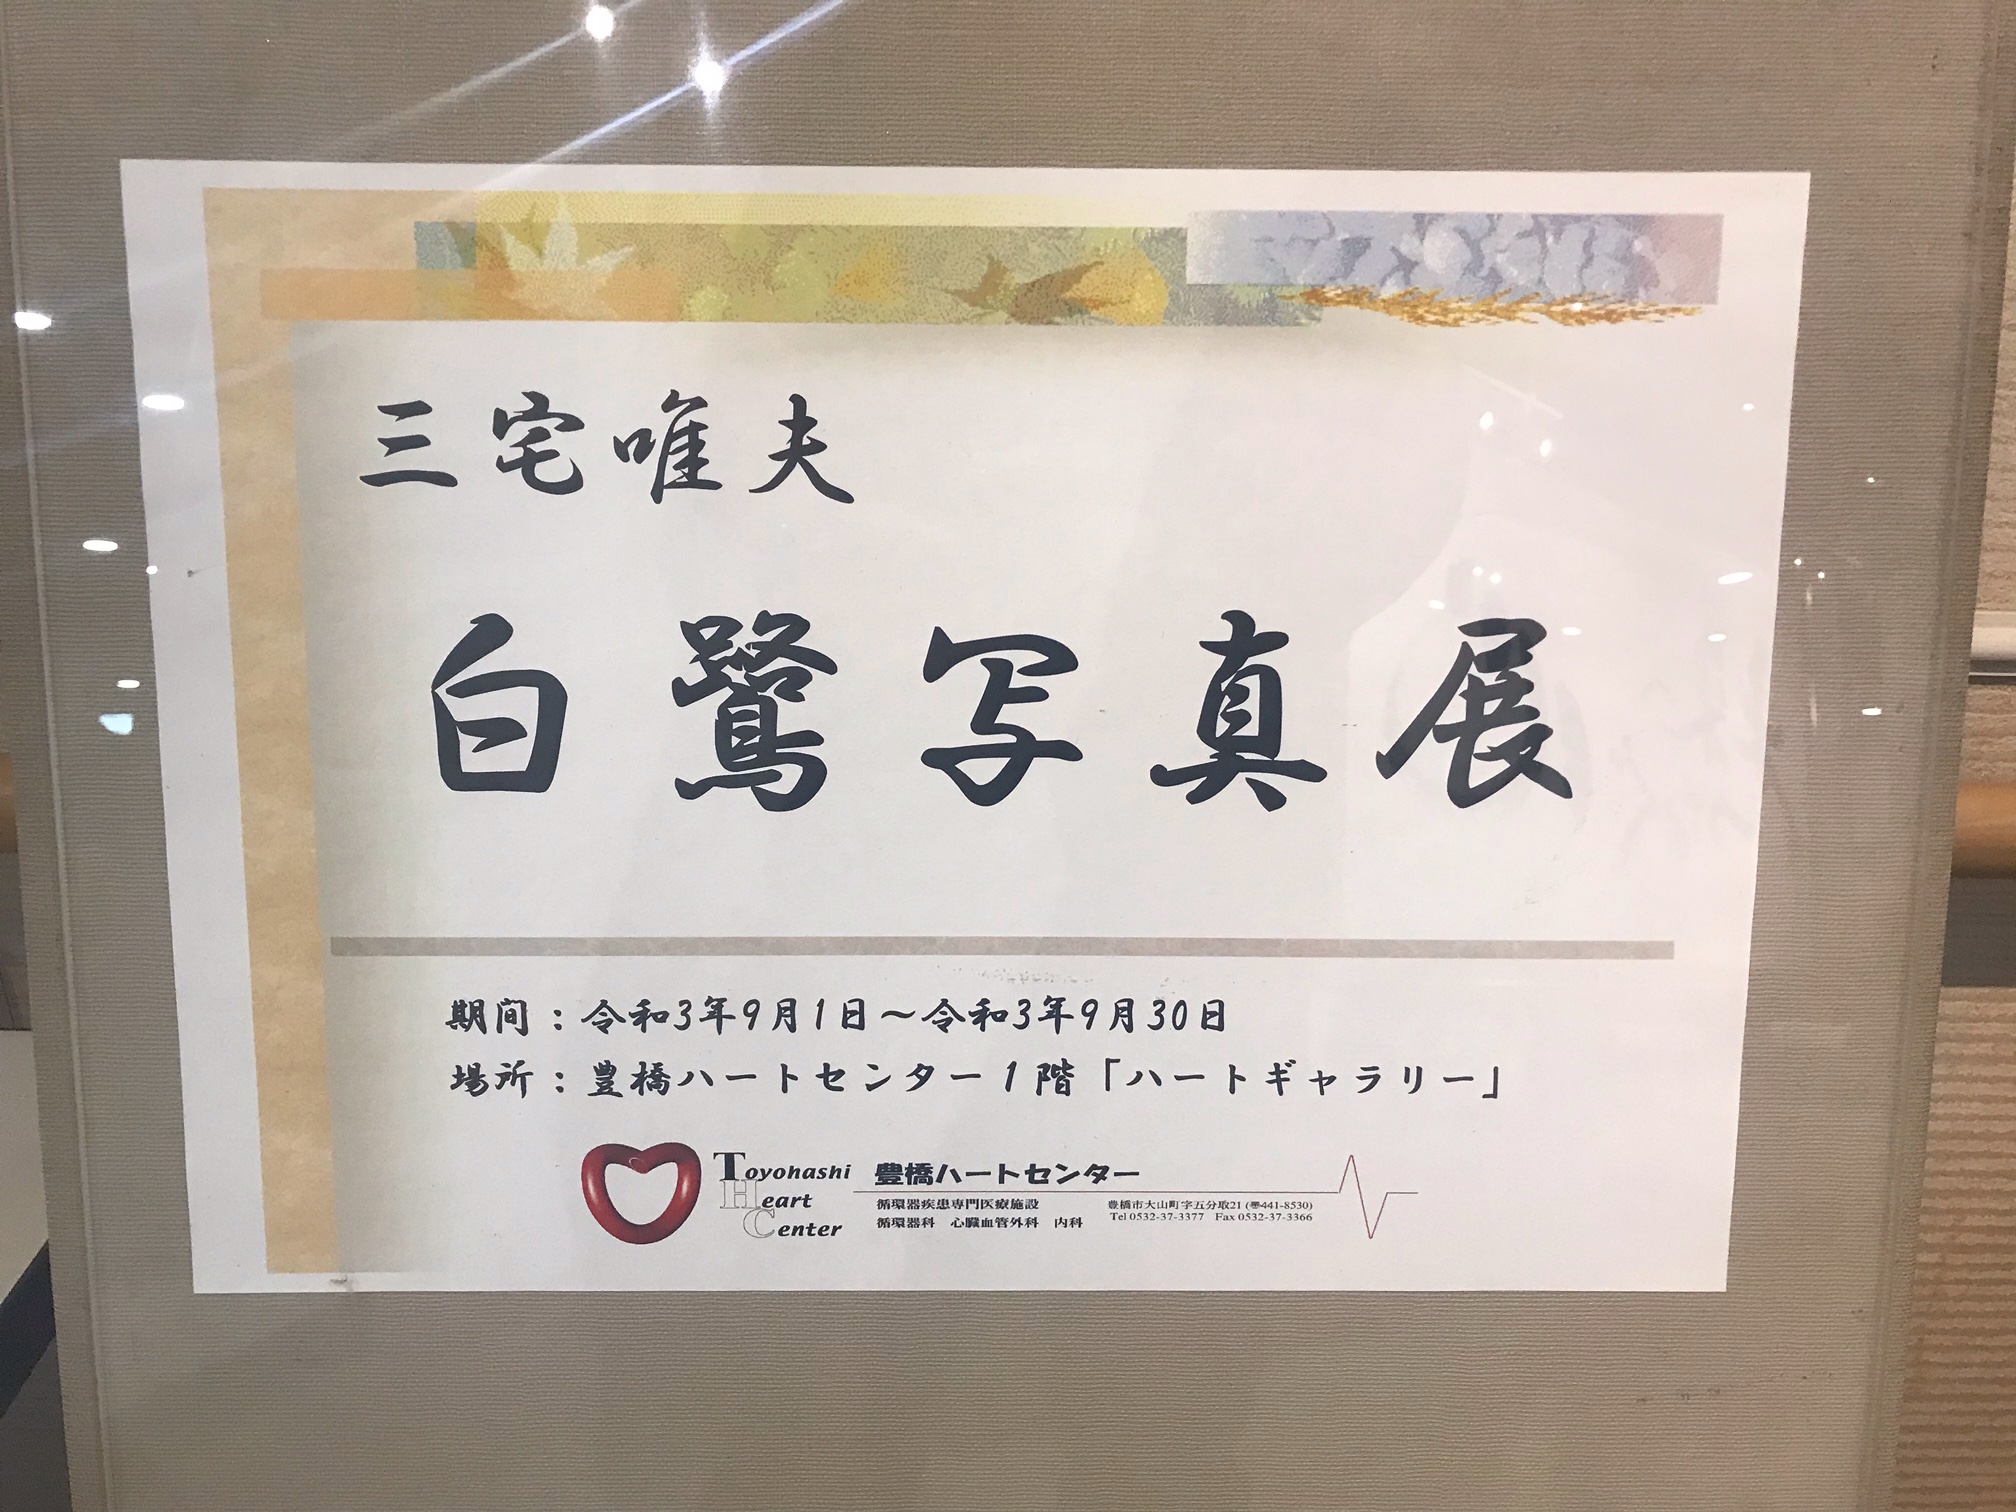 三宅唯夫
白鷺写真展
期間：令和3年9月1日～令和3年9月30日
場所：豊橋ハートセンター1階「ハートギャラリー」
Toyohashi
Heart
Center
豊橋ハートセンター
循環器疾患専門医療施設
循環器科 心臓血管外科 内科
豊橋市大山町字五分取21 (〠441-8530)
Tel 0532-37-3377 Fax 0532-37-3366